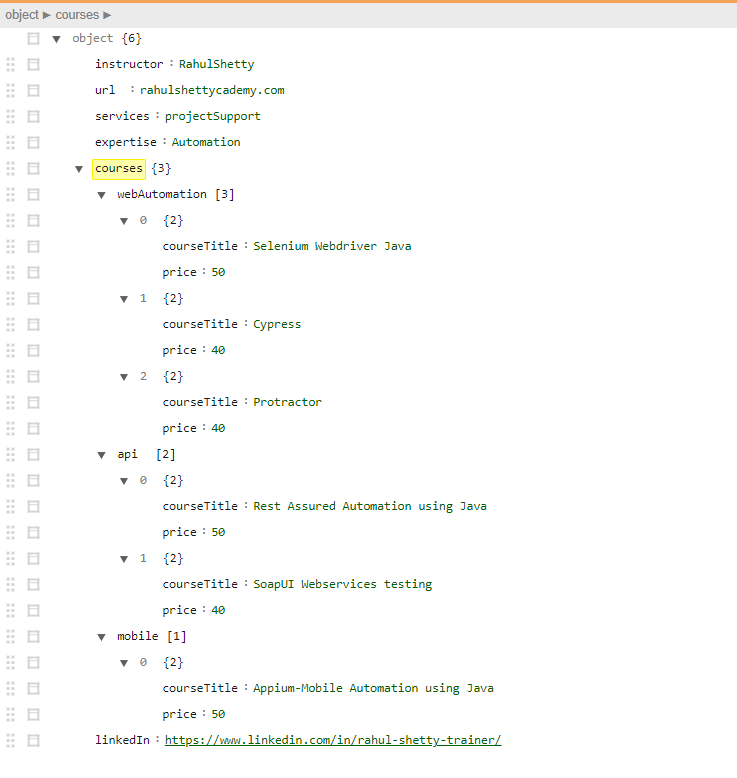 object ▶ courses ▶
▼ object {6}
instructor : RahulShetty
url : rahulshettycademy.com
services : projectSupport
expertise : Automation
▼ courses {3}
▼ webAutomation [3]
▼ 0 {2}
courseTitle : Selenium Webdriver Java
price : 50
▼ 1 {2}
courseTitle : Cypress
price : 40
▼ 2 {2}
courseTitle : Protractor
price : 40
▼ api [2]
▼ 0 {2}
courseTitle : Rest Assured Automation using Java
price : 50
▼ 1 {2}
courseTitle : SoapUI Webservices testing
price : 40
▼ mobile [1]
▼ 0 {2}
courseTitle : Appium-Mobile Automation using Java
price : 50
linkedIn : https://www.linkedin.com/in/rahul-shetty-trainer/